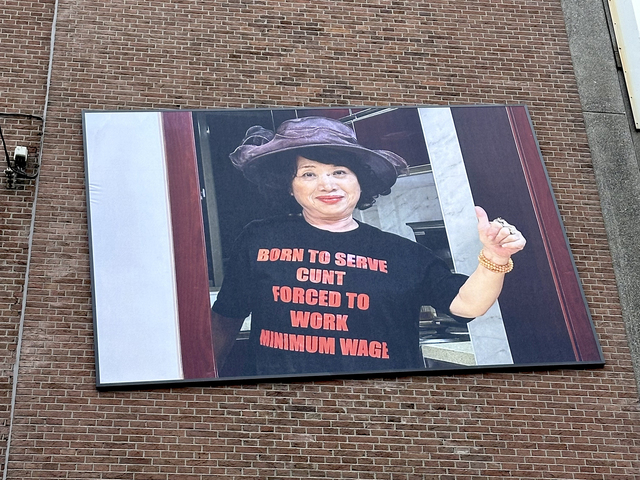 BORN TO SERVE
CUNT
FORCED TO
WORK
MINIMUM WAGE